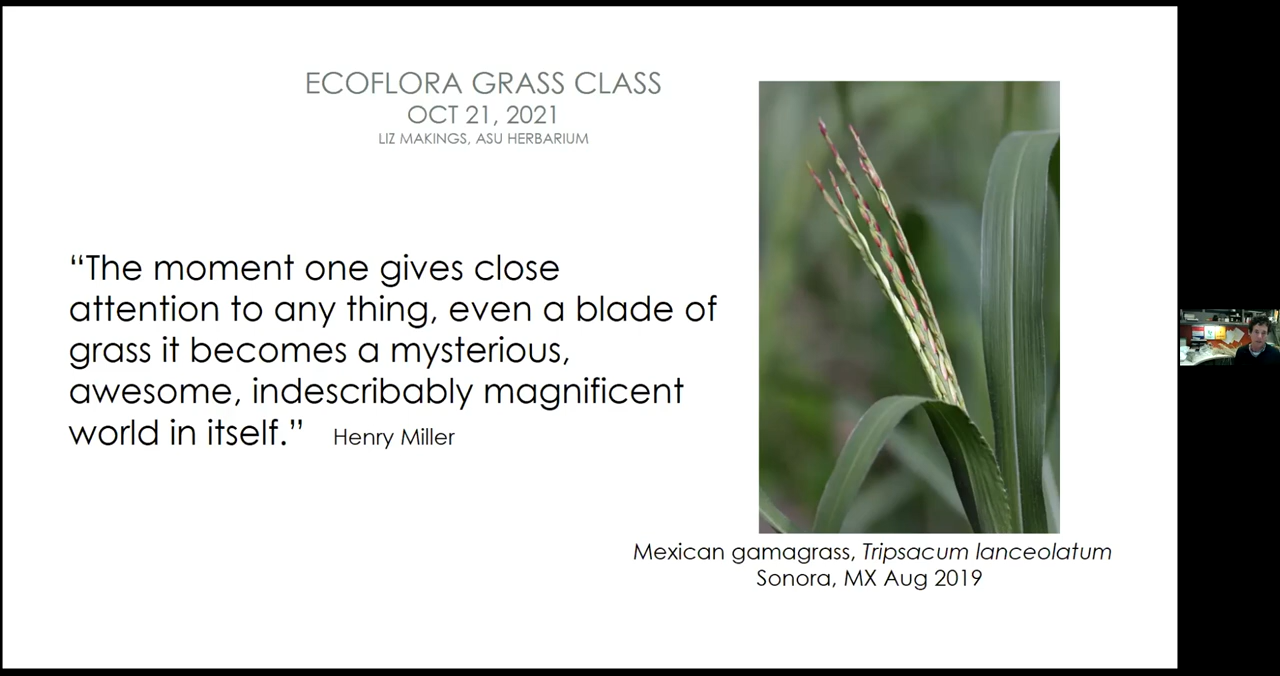 ECOFLORA GRASS CLASS
OCT 21, 2021
LIZ MAKINGS, ASU HERBARIUM
“The moment one gives close
attention to any thing, even a blade of
grass it becomes a mysterious,
awesome, indescribably magnificent
world in itself.” Henry Miller
Mexican gamagrass, Tripsacum lanceolatum
Sonora, MX Aug 2019